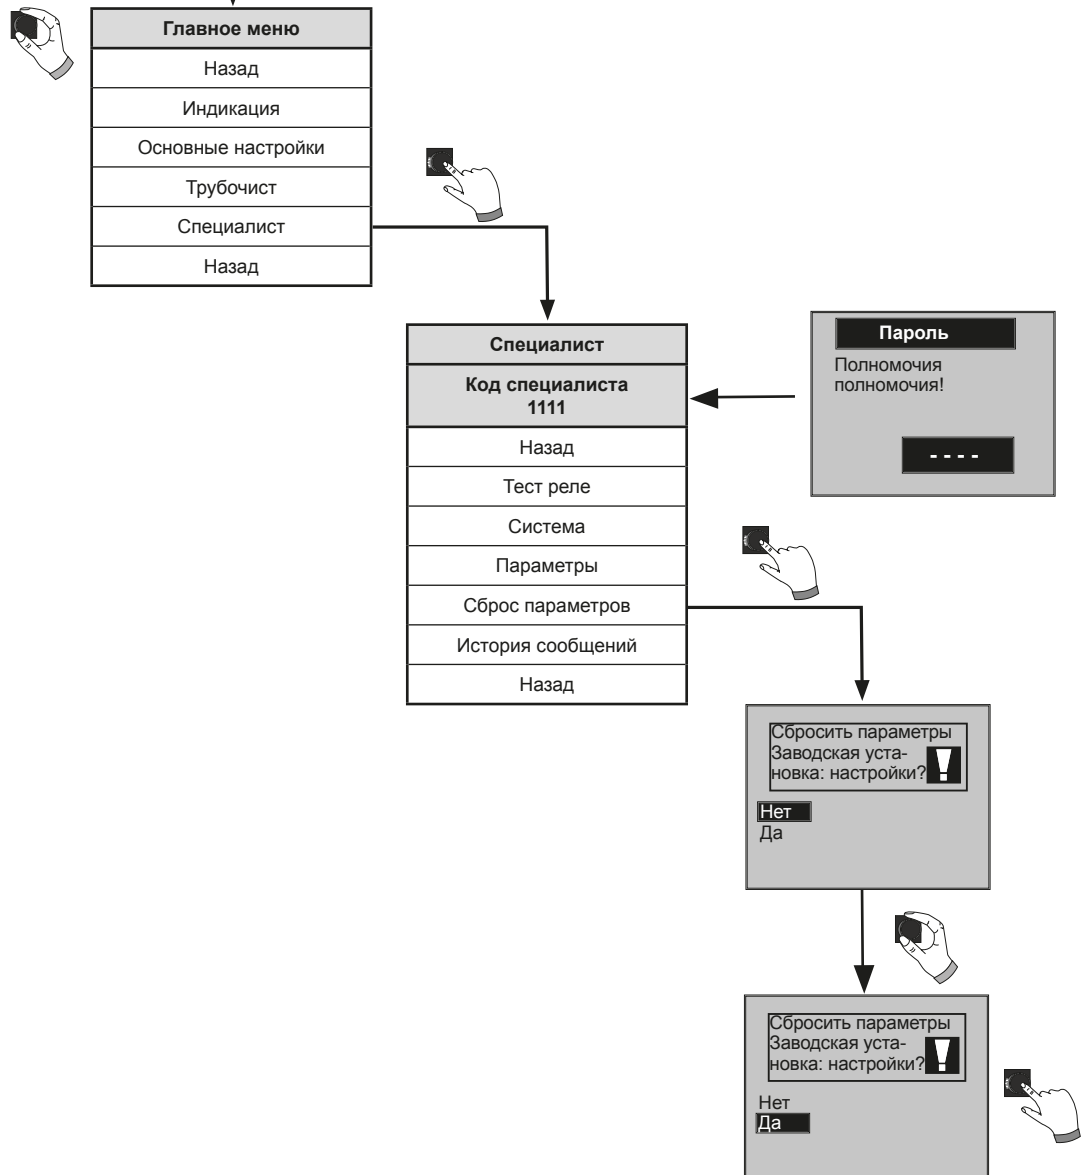 Главное меню
Назад
Индикация
Основные настройки
Трубочист
Специалист
Назад
Специалист
Код специалиста
1111
Назад
Тест реле
Система
Параметры
Сброс параметров
История сообщений
Назад
Пароль
Полномочия
полномочия!
- - - -
Сбросить параметры
Заводская уста-
новка: настройки?
Нет
Да
Сбросить параметры
Заводская уста-
новка: настройки?
Нет
Да